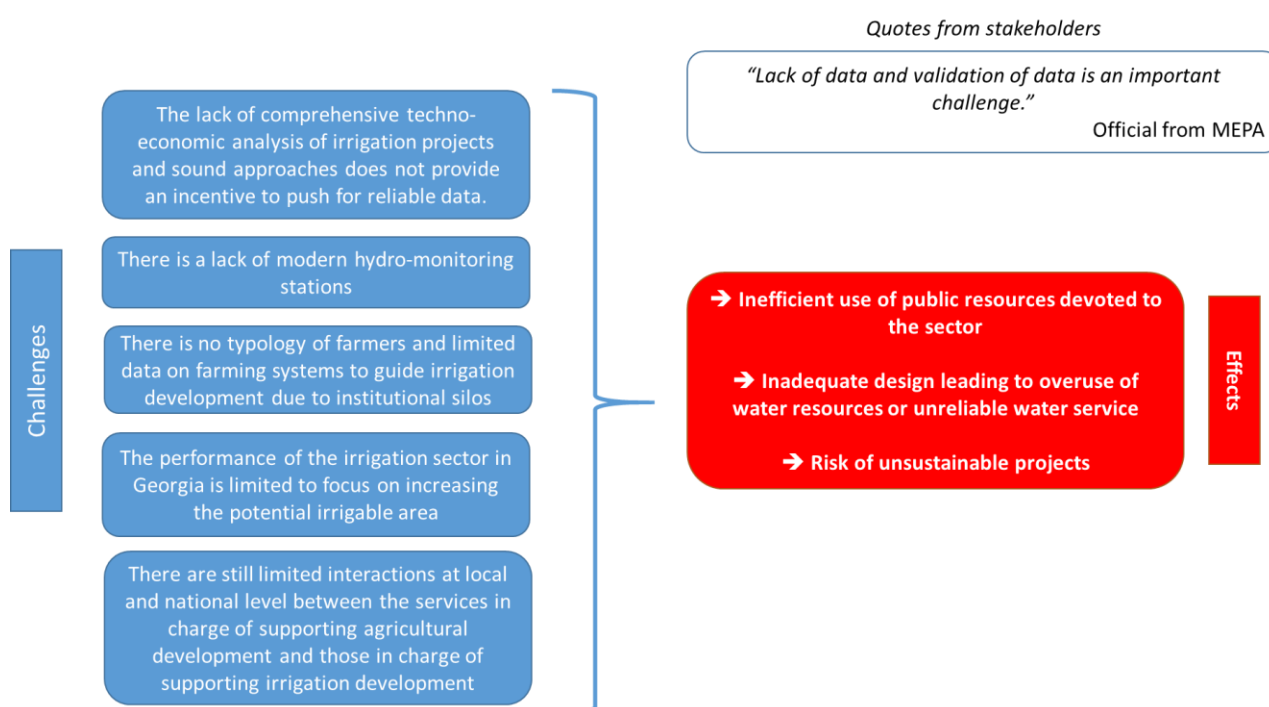 Challenges
The lack of comprehensive techno-
economic analysis of irrigation projects
and sound approaches does not provide
an incentive to push for reliable data.
There is a lack of modern hydro-monitoring
stations
There is no typology of farmers and limited
data on farming systems to guide irrigation
development due to institutional silos
The performance of the irrigation sector in
Georgia is limited to focus on increasing
the potential irrigable area
There are still limited interactions at local
and national level between the services in
charge of supporting agricultural
development and those in charge of
supporting irrigation development
Quotes from stakeholders
“Lack of data and validation of data is an important
challenge.”
Official from MEPA
➔ Inefficient use of public resources devoted to
the sector
➔ Inadequate design leading to overuse of
water resources or unreliable water service
➔ Risk of unsustainable projects
Effects